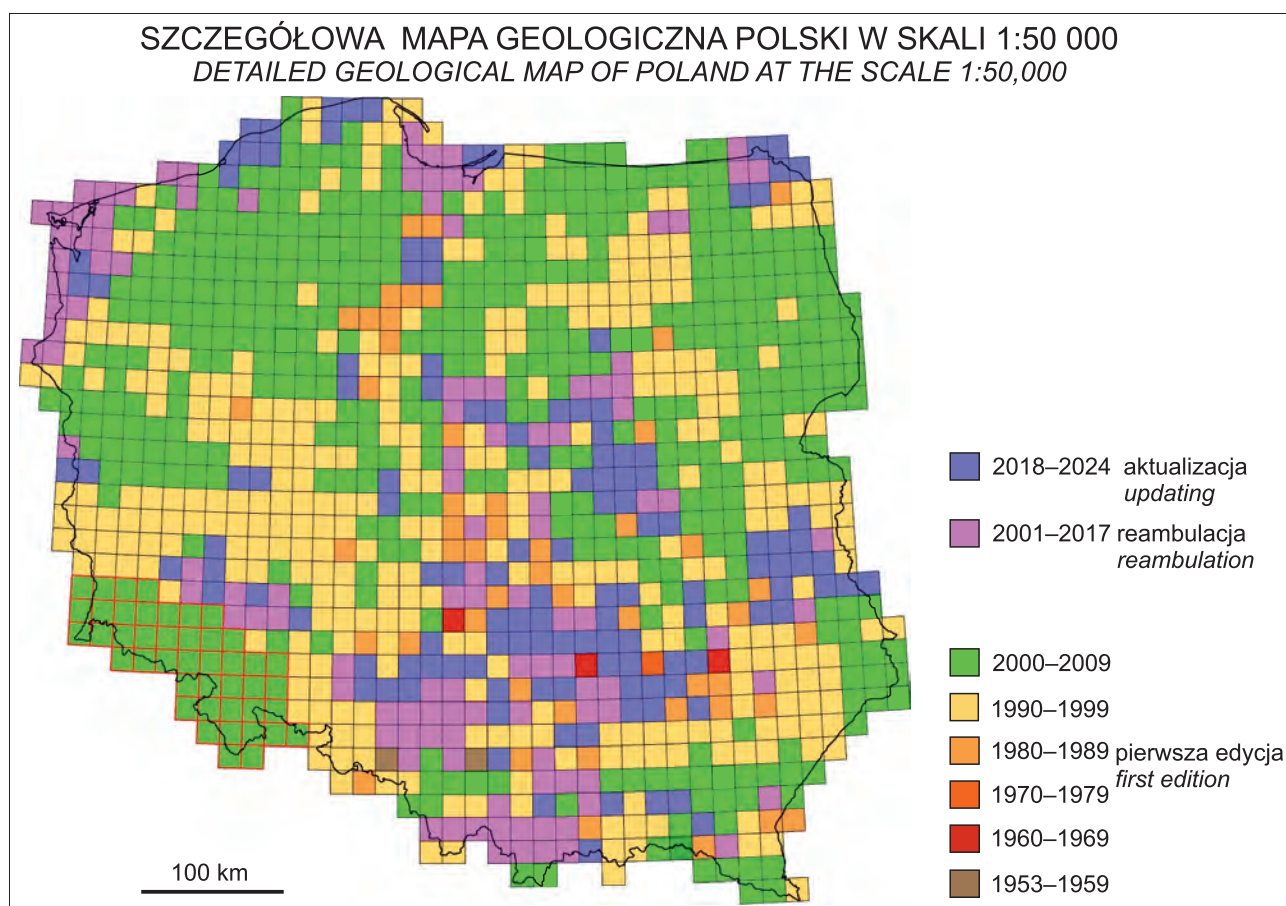 SZCZEGÓŁOWA MAPA GEOLOGICZNA POLSKI W SKALI 1:50 000
DETAILED GEOLOGICAL MAP OF POLAND AT THE SCALE 1:50,000
2018–2024 aktualizacja
updating
2001–2017 reambulacja
reambulation
2000–2009
1990–1999
1980–1989 pierwsza edycja
first edition
1970–1979
1960–1969
1953–1959
100 km